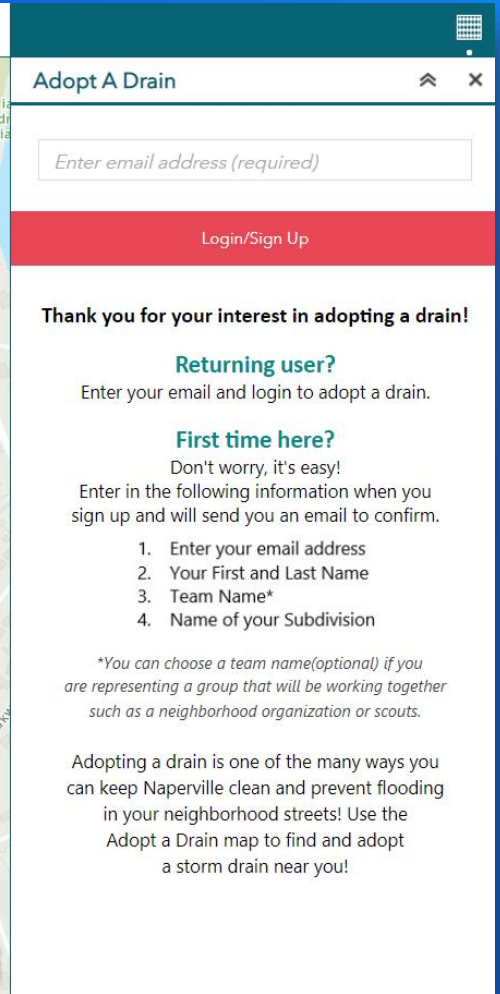 Adopt A Drain
Enter email address (required)
Login/Sign Up
Thank you for your interest in adopting a drain!
Returning user?
Enter your email and login to adopt a drain.
First time here?
Don't worry, it's easy!
Enter in the following information when you
sign up and will send you an email to confirm.
1. Enter your email address
2. Your First and Last Name
3. Team Name*
4. Name of your Subdivision
*You can choose a team name(optional) if you
are representing a group that will be working together
such as a neighborhood organization or scouts.
Adopting a drain is one of the many ways you
can keep Naperville clean and prevent flooding
in your neighborhood streets! Use the
Adopt a Drain map to find and adopt
a storm drain near you!